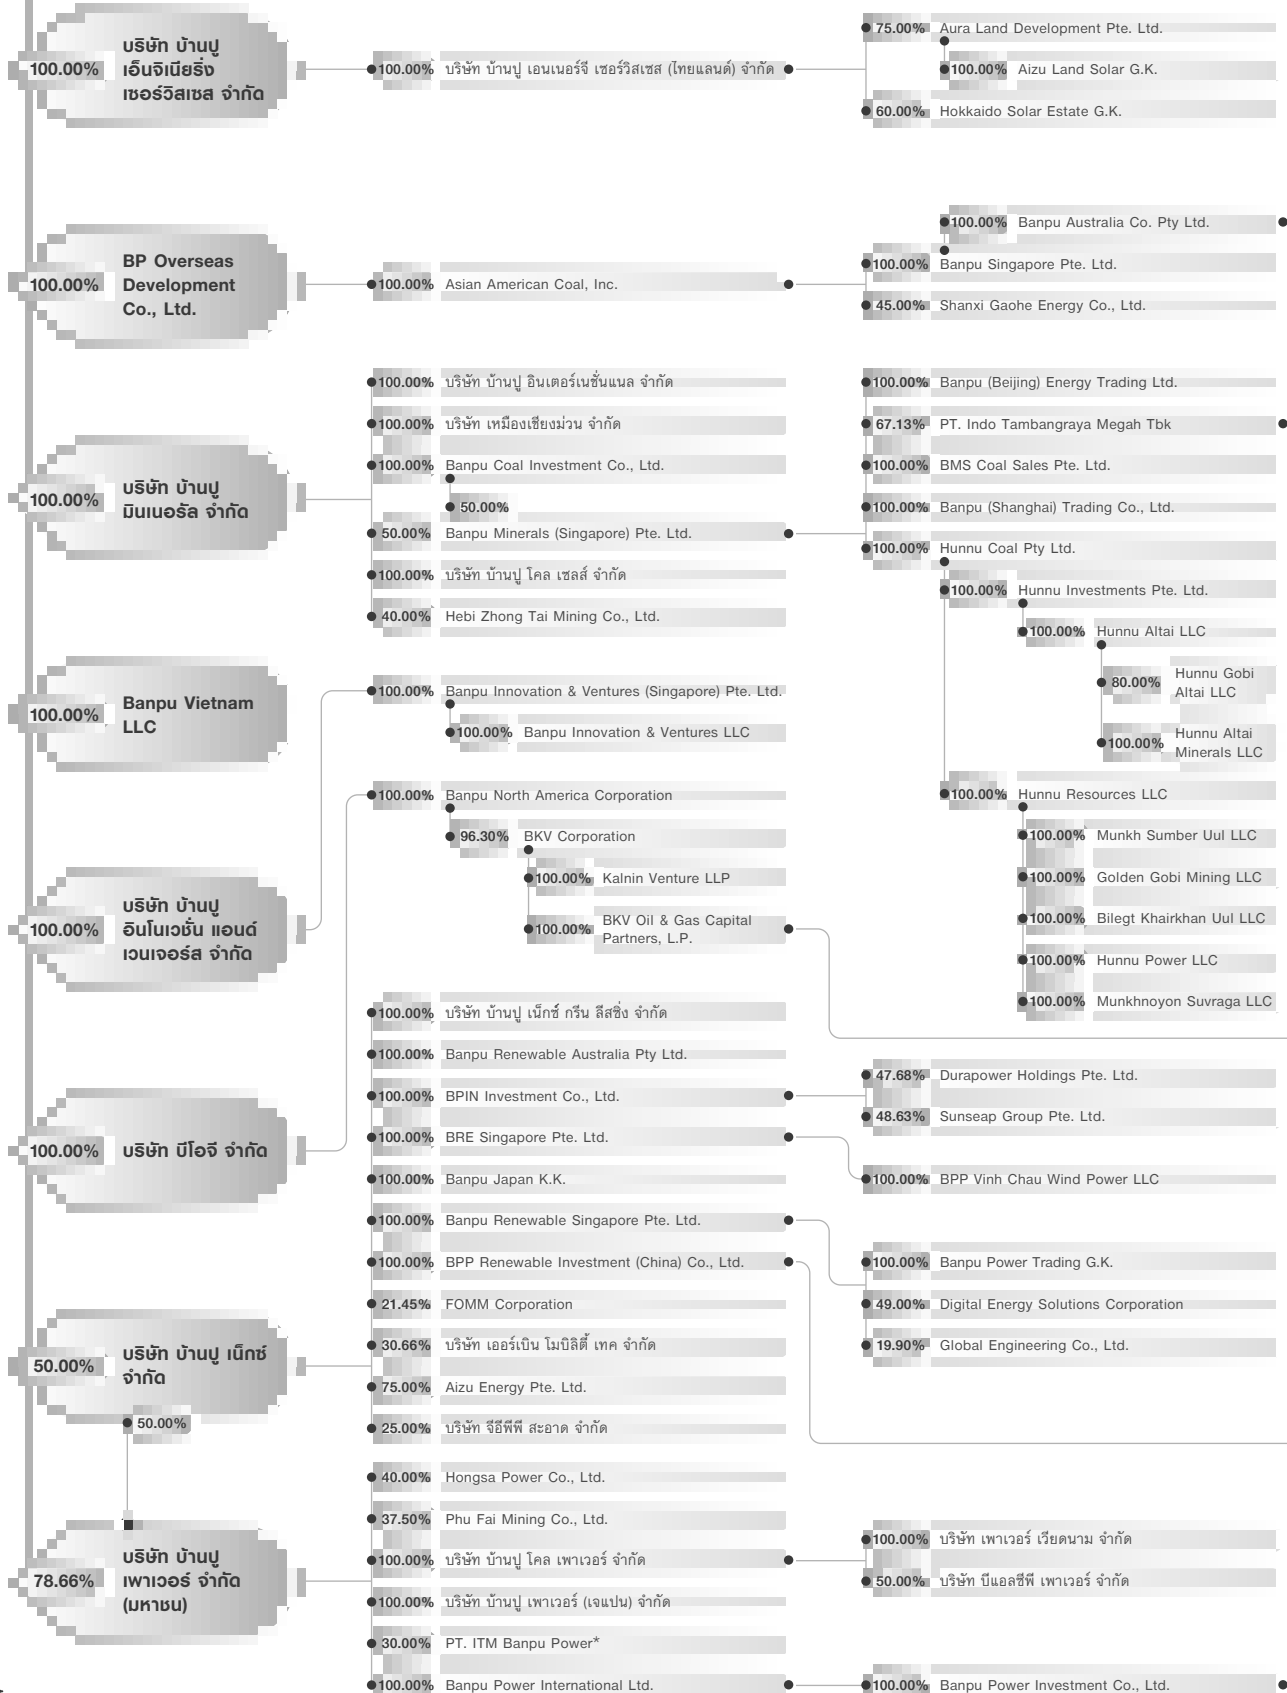 100.00% บริษัท บ้านปู
เอ็นจิเนียริ่ง
เซอร์วิสเซส จำกัด
100.00% บริษัท บ้านปู เอนเนอร์จี เซอร์วิสเซส (ไทยแลนด์) จำกัด
75.00% Aura Land Development Pte. Ltd.
100.00% Aizu Land Solar G.K.
60.00% Hokkaido Solar Estate G.K.
100.00% BP Overseas
Development
Co., Ltd.
100.00% Asian American Coal, Inc.
100.00% Banpu Australia Co. Pty Ltd.
100.00% Banpu Singapore Pte. Ltd.
45.00% Shanxi Gaohe Energy Co., Ltd.
100.00% บริษัท บ้านปู
มินเนอรัล จำกัด
100.00% บริษัท บ้านปู อินเตอร์เนชั่นแนล จำกัด
100.00% บริษัท เหมืองเชียงม่วน จำกัด
100.00% Banpu Coal Investment Co., Ltd.
50.00%
50.00% Banpu Minerals (Singapore) Pte. Ltd.
100.00% บริษัท บ้านปู โคล เซลส์ จำกัด
40.00% Hebi Zhong Tai Mining Co., Ltd.
100.00% Banpu (Beijing) Energy Trading Ltd.
67.13% PT. Indo Tambangraya Megah Tbk
100.00% BMS Coal Sales Pte. Ltd.
100.00% Banpu (Shanghai) Trading Co., Ltd.
100.00% Hunnu Coal Pty Ltd.
100.00% Hunnu Investments Pte. Ltd.
100.00% Hunnu Altai LLC
80.00% Hunnu Gobi
Altai LLC
100.00% Hunnu Altai
Minerals LLC
100.00% Hunnu Resources LLC
100.00% Munkh Sumber Uul LLC
100.00% Golden Gobi Mining LLC
100.00% Bilegt Khairkhan Uul LLC
100.00% Hunnu Power LLC
100.00% Munkhnoyon Suvraga LLC
100.00% Banpu Vietnam
LLC
100.00% บริษัท บ้านปู
อินโนเวชั่น แอนด์
เวนเจอร์ส จำกัด
100.00% Banpu Innovation & Ventures (Singapore) Pte. Ltd.
100.00% Banpu Innovation & Ventures LLC
100.00% บริษัท บีโอจี จำกัด
100.00% Banpu North America Corporation
96.30% BKV Corporation
100.00% Kalnin Venture LLP
100.00% BKV Oil & Gas Capital
Partners, L.P.
50.00% บริษัท บ้านปู เน็กซ์
จำกัด
50.00%
100.00% บริษัท บ้านปู เน็กซ์ กรีน ลีสซิ่ง จำกัด
100.00% Banpu Renewable Australia Pty Ltd.
100.00% BPIN Investment Co., Ltd.
100.00% BRE Singapore Pte. Ltd.
100.00% Banpu Japan K.K.
100.00% Banpu Renewable Singapore Pte. Ltd.
100.00% BPP Renewable Investment (China) Co., Ltd.
21.45% FOMM Corporation
30.66% บริษัท เออร์เบิน โมบิลิตี้ เทค จำกัด
75.00% Aizu Energy Pte. Ltd.
25.00% บริษัท จีอีพีพี สะอาด จำกัด
47.68% Durapower Holdings Pte. Ltd.
48.63% Sunseap Group Pte. Ltd.
100.00% BPP Vinh Chau Wind Power LLC
100.00% Banpu Power Trading G.K.
49.00% Digital Energy Solutions Corporation
19.90% Global Engineering Co., Ltd.
78.66% บริษัท บ้านปู
เพาเวอร์ จำกัด
(มหาชน)
40.00% Hongsa Power Co., Ltd.
37.50% Phu Fai Mining Co., Ltd.
100.00% บริษัท บ้านปู โคล เพาเวอร์ จำกัด
100.00% บริษัท บ้านปู เพาเวอร์ (เจแปน) จำกัด
30.00% PT. ITM Banpu Power*
100.00% Banpu Power International Ltd.
100.00% บริษัท เพาเวอร์ เวียดนาม จำกัด
50.00% บริษัท บีแอลซีพี เพาเวอร์ จำกัด
100.00% Banpu Power Investment Co., Ltd.